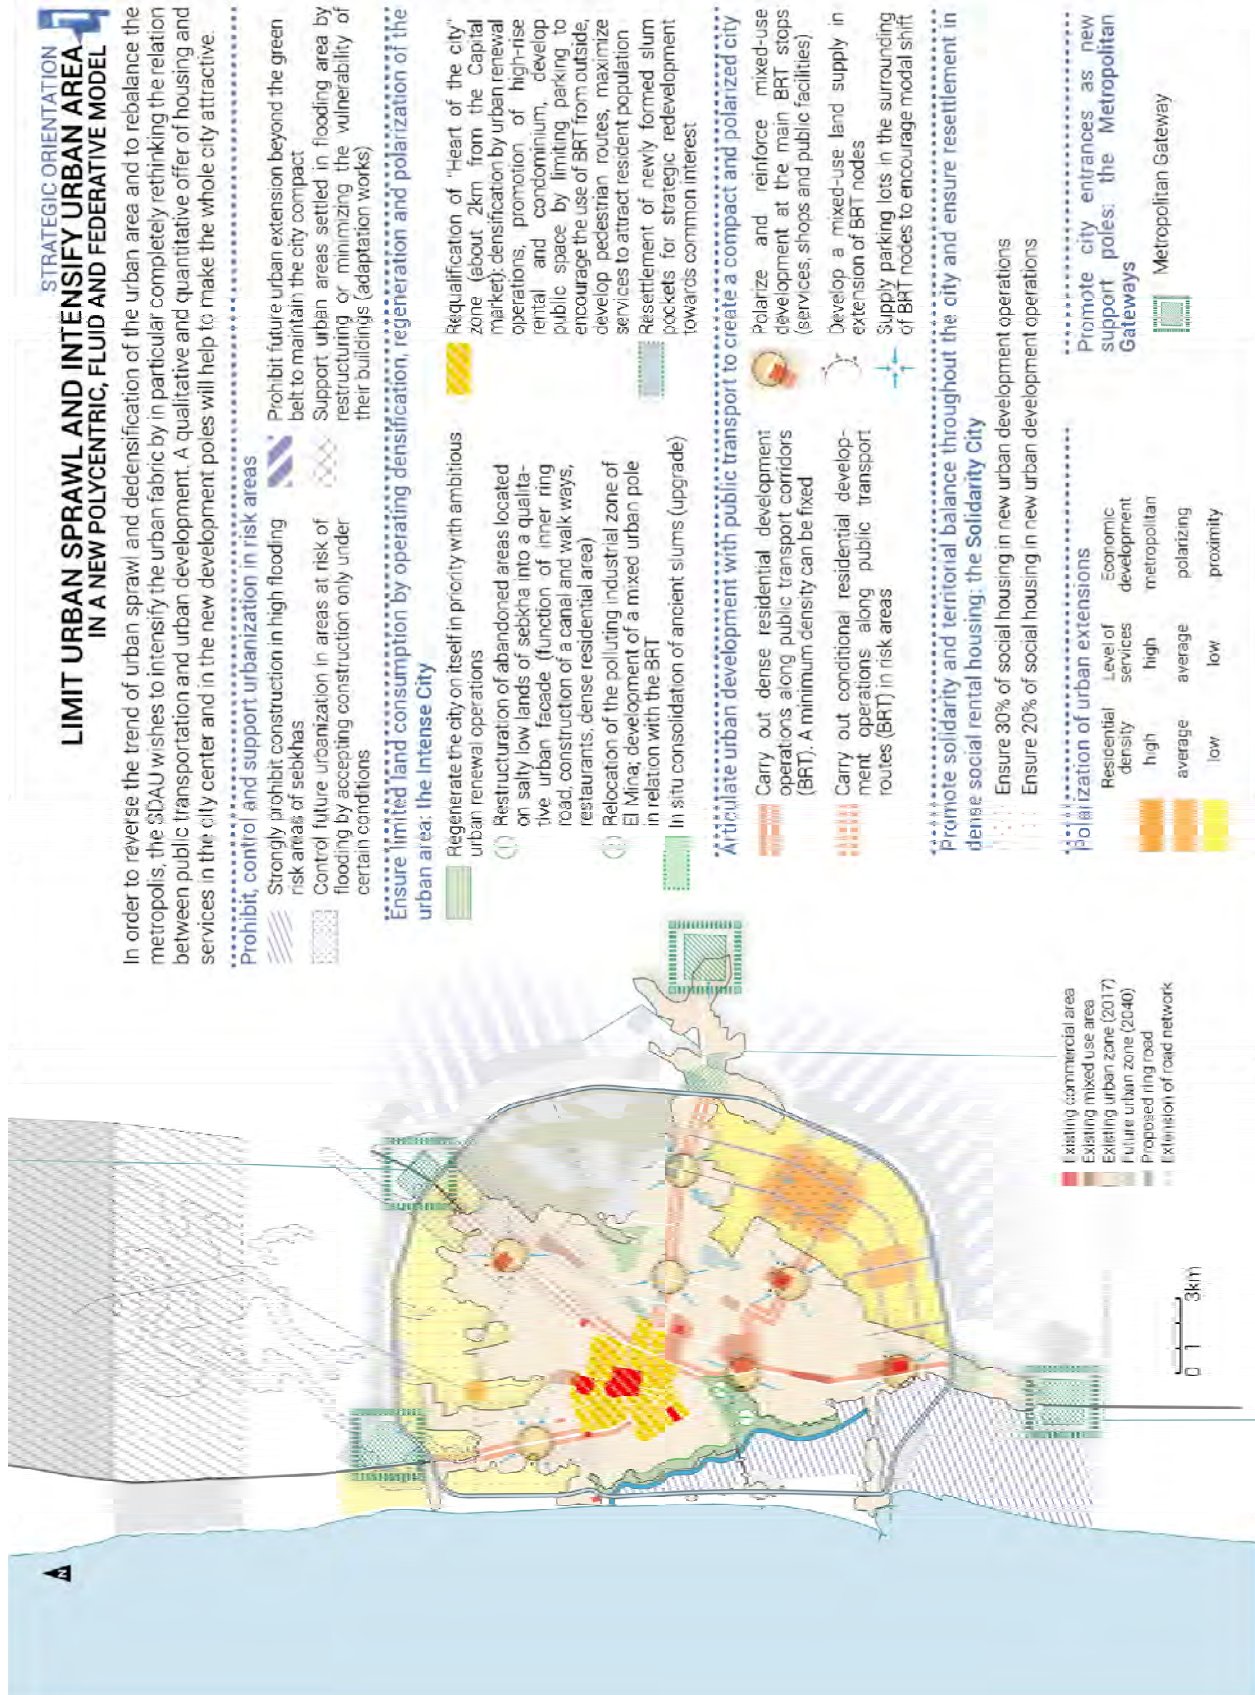 STRATEGIC ORIENTATION
LIMIT URBAN SPRAWL AND INTENSIFY URBAN AREA
IN A NEW POLYCENTRIC, FLUID AND FEDERATIVE MODEL
In order to reverse the trend of urban sprawl and dedensification of the urban area and to rebalance the
metropolis, the SDAU wishes to intensify the urban fabric by in particular completely rethinking the relation
between public transportation and urban development. A qualitative and quantitative offer of housing and
services in the city center and in the new development poles will help to make the whole city attractive.
Prohibit, control and support urbanization in risk areas
Strongly prohibit construction in high flooding
risk areas of sebkhas
Control future urbanization in areas at risk of
flooding by accepting construction only under
certain conditions
Prohibit future urban extension beyond the green
belt to maintain the city compact
Support urban areas settled in flooding area by
restructuring or minimizing the vulnerability of
their buildings (adaptation works)
Ensure limited land consumption by operating densification, regeneration and polarization of the
urban area: the Intense City
Regenerate the city on itself in priority with ambitious
urban renewal operations
Restructuration of abandoned areas located
on salty low lands of sebkha into a qualita-
tive urban facade (function of inner ring
road, construction of a canal and walk ways,
restaurants, dense residential area)
Relocation of the polluting industrial zone of
El Mina; development of a mixed urban pole
in relation with the BRT
In situ consolidation of ancient slums (upgrade)
Requalification of "Heart of the city"
zone (about 2km from the Capital
market): densification by urban renewal
operations, promotion of high-rise
rental and condominium, develop
public space by limiting parking to
encourage the use of BRT from outside,
develop pedestrian routes, maximize
services to attract resident population
Resettlement of newly formed slum
pockets for strategic redevelopment
towards common interest
Articulate urban development with public transport to create a compact and polarized city
Carry out dense residential development
operations along public transport corridors
(BRT). A minimum density can be fixed
Carry out conditional residential develop-
ment operations along public transport
routes (BRT) in risk areas
Polarize and reinforce mixed-use
development at the main BRT stops
(services, shops and public facilities)
Develop a mixed-use land supply in
extension of BRT nodes
Supply parking lots in the surrounding
of BRT nodes to encourage modal shift
Promote solidarity and territorial balance throughout the city and ensure resettlement in
dense social rental housing: the Solidarity City
Ensure 30% of social housing in new urban development operations
Ensure 20% of social housing in new urban development operations
Polarization of urban extensions
Residential density Level of services Economic development
high high metropolitan
average average polarizing
low low proximity
Promote city entrances as new
support poles: the Metropolitan
Gateways
Metropolitan Gateway
Existing commercial area
Existing mixed use area
Existing urban zone (2017)
Future urban zone (2040)
Proposed ring road
Extension of road network
0 1 3km
N